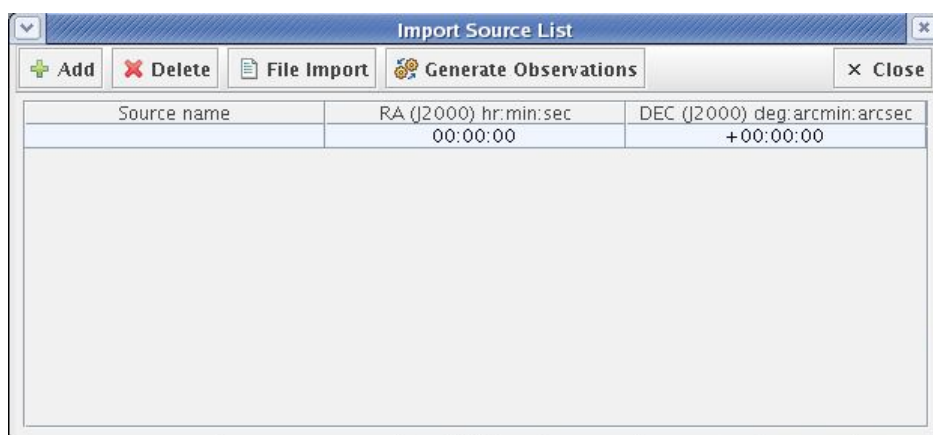 Import Source List
Add Delete File Import Generate Observations Close
Source name RA (J2000) hr:min:sec DEC (J2000) deg:arcmin:arcsec
00:00:00 +00:00:00